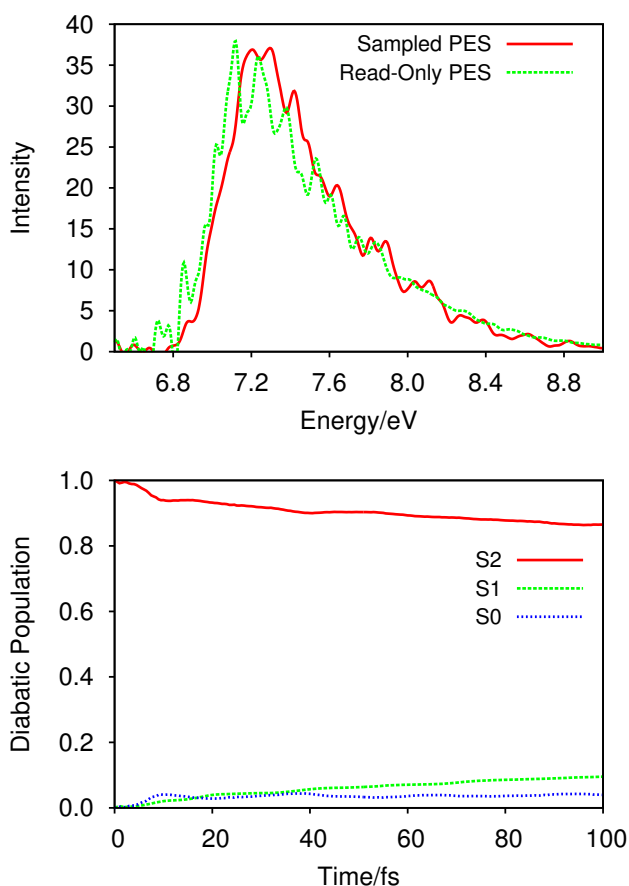 40
35
30
25
20
15
10
5
0
Intensity
Sampled PES
Read-Only PES
6.8 7.2 7.6 8.0 8.4 8.8
Energy/eV
1.0
0.8
0.6
0.4
0.2
0.0
Diabatic Population
S2
S1
S0
0 20 40 60 80 100
Time/fs